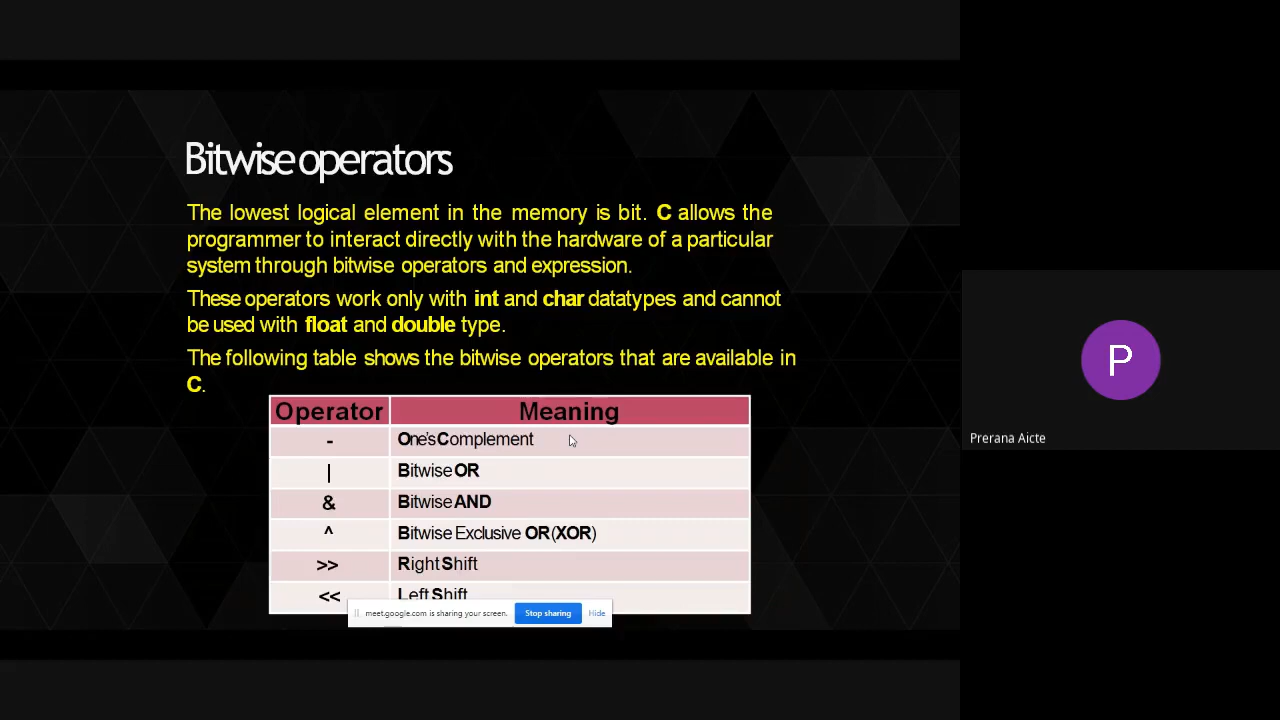 Bitwise operators
The lowest logical element in the memory is bit. C allows the
programmer to interact directly with the hardware of a particular
system through bitwise operators and expression.
These operators work only with int and char datatypes and cannot
be used with float and double type.
The following table shows the bitwise operators that are available in
C.
Operator Meaning
- One's Complement
| Bitwise OR
& Bitwise AND
^ Bitwise Exclusive OR (XOR)
>> Right Shift
<< Left Shift
meet.google.com is sharing your screen. Stop sharing Hide
P
Prerana Aicte